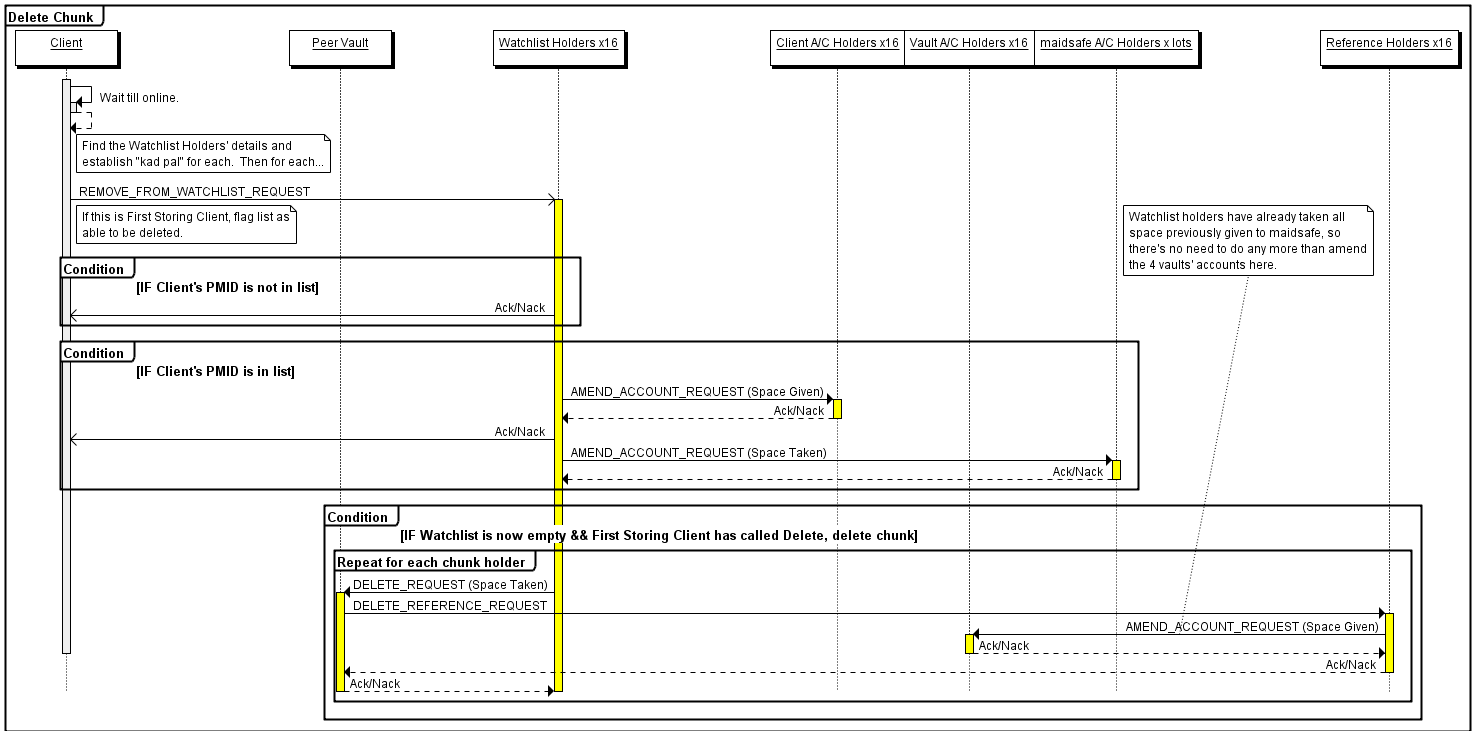 Delete Chunk
Client
Peer Vault
Watchlist Holders x16
Client A/C Holders x16
Vault A/C Holders x16
maidsafe A/C Holders x lots
Reference Holders x16
Wait till online.
Find the Watchlist Holders' details and
establish "kad pal" for each.  Then for each...
REMOVE_FROM_WATCHLIST_REQUEST
If this is First Storing Client, flag list as
able to be deleted.
Watchlist holders have already taken all
space previously given to maidsafe, so
there's no need to do any more than amend
the 4 vaults' accounts here.
Condition
[IF Client's PMID is not in list]
Ack/Nack
Condition
[IF Client's PMID is in list]
AMEND_ACCOUNT_REQUEST (Space Given)
Ack/Nack
Ack/Nack
AMEND_ACCOUNT_REQUEST (Space Taken)
Ack/Nack
Condition
[IF Watchlist is now empty && First Storing Client has called Delete, delete chunk]
Repeat for each chunk holder
DELETE_REQUEST (Space Taken)
DELETE_REFERENCE_REQUEST
AMEND_ACCOUNT_REQUEST (Space Given)
Ack/Nack
Ack/Nack
Ack/Nack